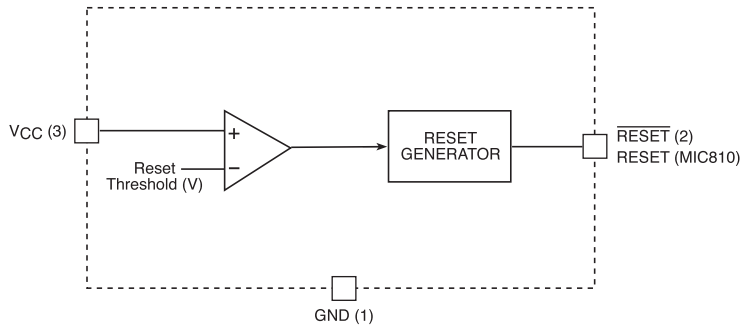 VCC (3)
+
Reset
Threshold (V)
–
RESET
GENERATOR
RESET (2)
RESET (MIC810)
GND (1)